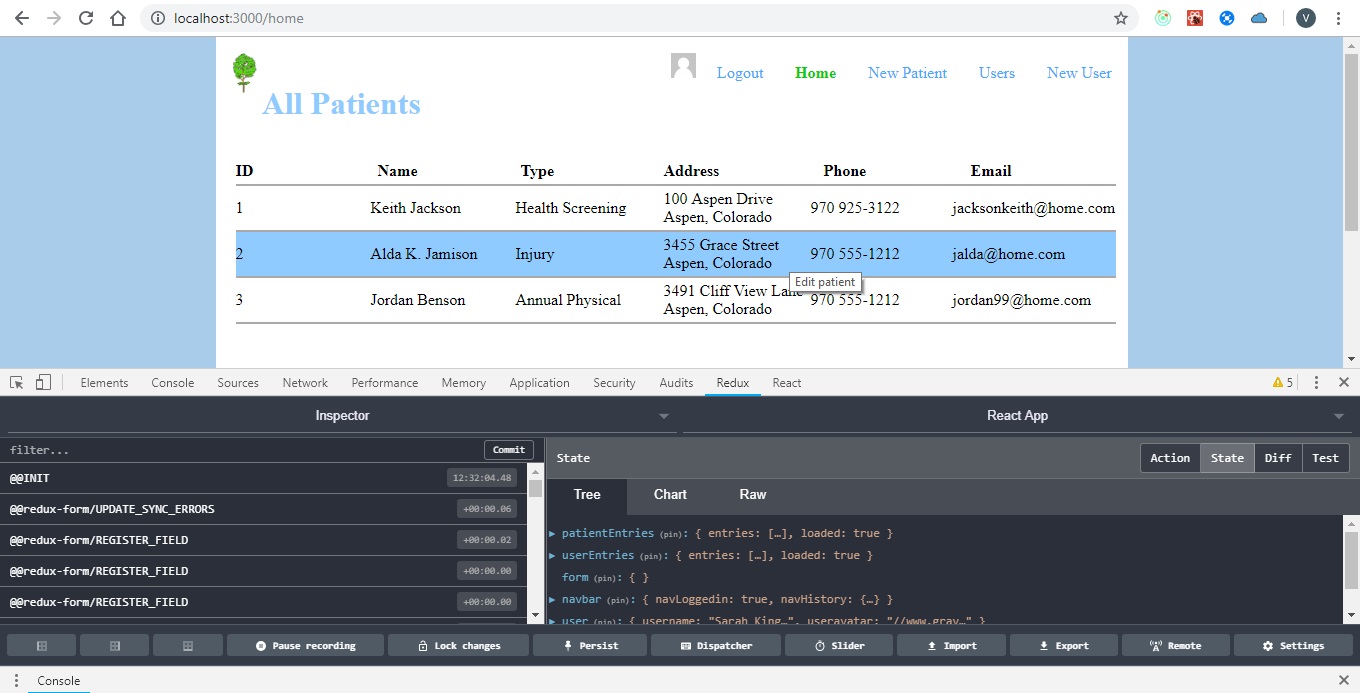 localhost:3000/home
V
Logout Home New Patient Users New User
All Patients
ID Name Type Address Phone Email
1 Keith Jackson Health Screening 100 Aspen Drive Aspen, Colorado 970 925-3122 jacksonkeith@home.com
2 Alda K. Jamison Injury 3455 Grace Street Aspen, Colorado 970 555-1212 jalda@home.com
Edit patient
3 Jordan Benson Annual Physical 3491 Cliff View Lane Aspen, Colorado 970 555-1212 jordan99@home.com
Elements Console Sources Network Performance Memory Application Security Audits Redux React 5
Inspector React App
filter... Commit
State Action State Diff Test
@@INIT 12:32:04.48
@@redux-form/UPDATE_SYNC_ERRORS +00:00.06
@@redux-form/REGISTER_FIELD +00:00.02
@@redux-form/REGISTER_FIELD +00:00.00
@@redux-form/REGISTER_FIELD +00:00.00
Tree Chart Raw
patientEntries (pin): { entries: […], loaded: true }
userEntries (pin): { entries: […], loaded: true }
form (pin): { }
navbar (pin): { navLoggedin: true, navHistory: {…} }
user (pin): { username: "Sarah King…", useravatar: "//www.grav…" }
Pause recording Lock changes Persist Dispatcher Slider Import Export Remote Settings
Console